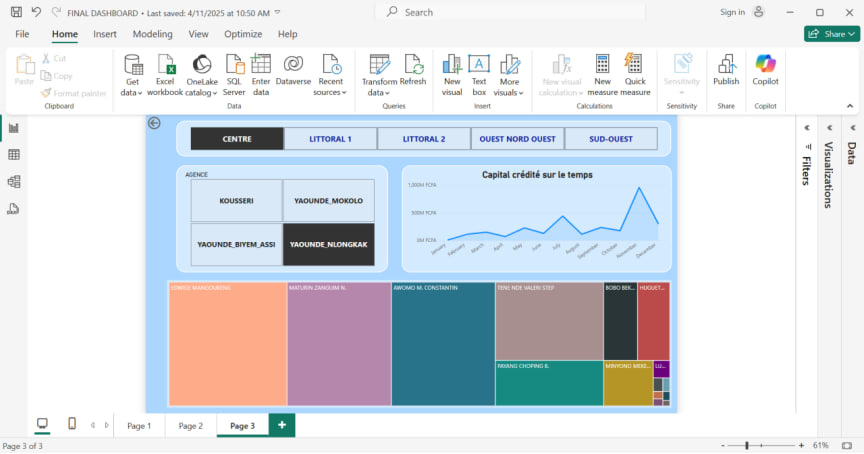 FINAL DASHBOARD • Last saved: 4/11/2025 at 10:50 AM
Search
Sign in
File Home Insert Modeling View Optimize Help
Share
Paste
Cut
Copy
Format painter
Clipboard
Get data
Excel workbook
OneLake catalog
SQL Server
Enter data
Dataverse
Recent sources
Data
Transform data
Refresh
Queries
New visual
Text box
More visuals
Insert
New visual calculation
New measure
Quick measure
Calculations
Sensitivity
Sensitivity
Publish
Share
Copilot
Copilot
CENTRE
LITTORAL 1
LITTORAL 2
OUEST NORD OUEST
SUD-OUEST
AGENCE
KOUSSERI
YAOUNDE_MOKOLO
YAOUNDE_BIYEM_ASSI
YAOUNDE_NLONGKAK
Capital crédité sur le temps
1,000M FCFA
500M FCFA
0M FCFA
January
February
March
April
May
June
July
August
September
October
November
December
MATURIN ZANGUIM N.
AWOMO M. CONSTANTIN
TENE NDE VALERI STEF
BOBO BEK...
HUGUET...
PAYANG CHOPING B.
MINYONO MEKE...
LU...
Filters
Visualizations
Data
Page 1
Page 2
Page 3
Page 3 of 3
61%